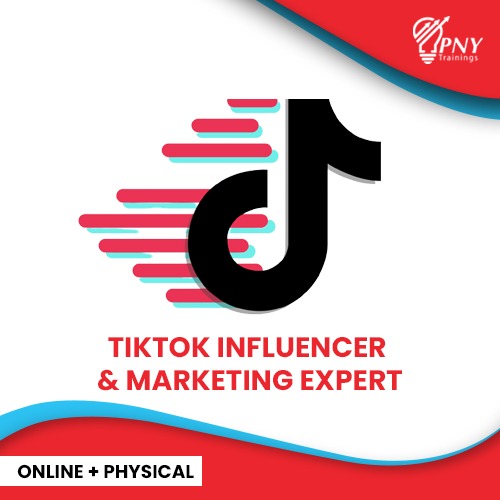 PNY
Trainings
TIKTOK INFLUENCER
& MARKETING EXPERT
ONLINE + PHYSICAL